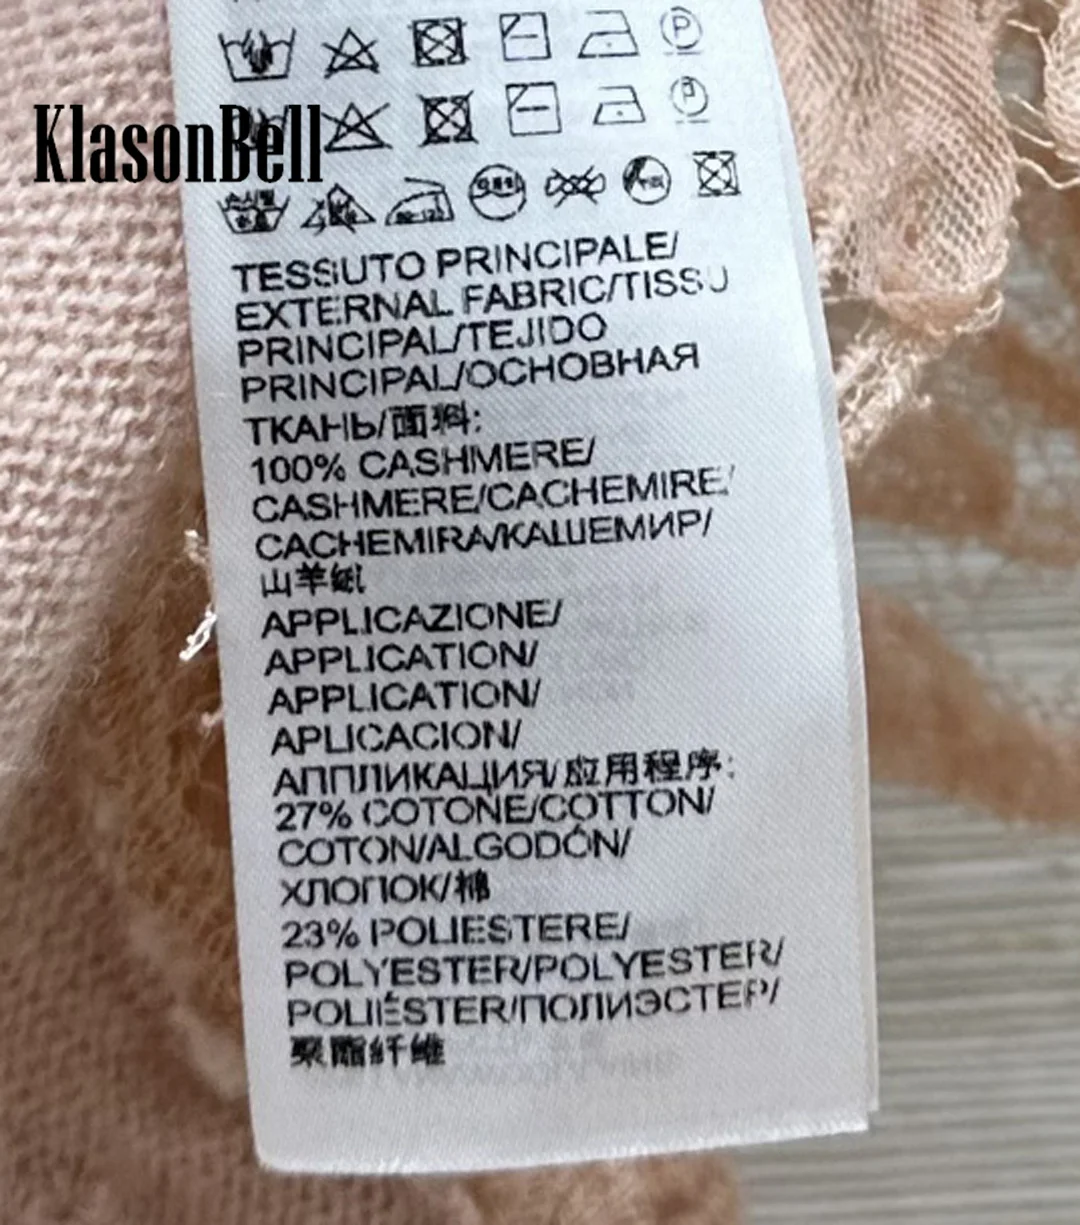 KlasonBell
TESSUTO PRINCIPALE/
EXTERNAL FABRIC/TISSU
PRINCIPAL/TEJIDO
PRINCIPAL/ОСНОВНАЯ
ТКАНЬ/面料:
100% CASHMERE/
CASHMERE/CACHEMIRE/
CACHEMIRA/КАШЕМИР/
山羊绒
APPLICAZIONE/
APPLICATION/
APPLICATION/
APLICACION/
АППЛИКАЦИЯ/应用程序:
27% COTONE/COTTON/
COTON/ALGODÓN/
ХЛОПОК/棉
23% POLIESTERE/
POLYESTER/POLYESTER/
POLIÉSTER/ПОЛИЭСТЕР/
聚酯纤维